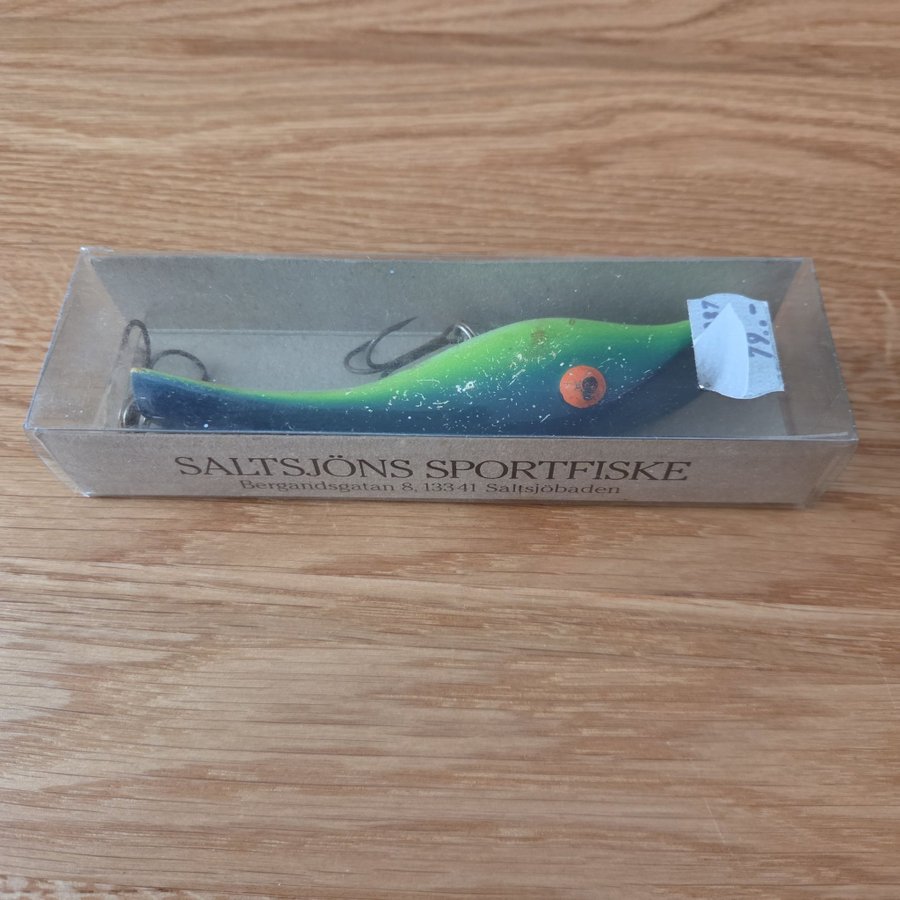 79.-
SALTSJÖNS SPORTFISKE
Bergandsgatan 8, 13341 Saltsjöbaden